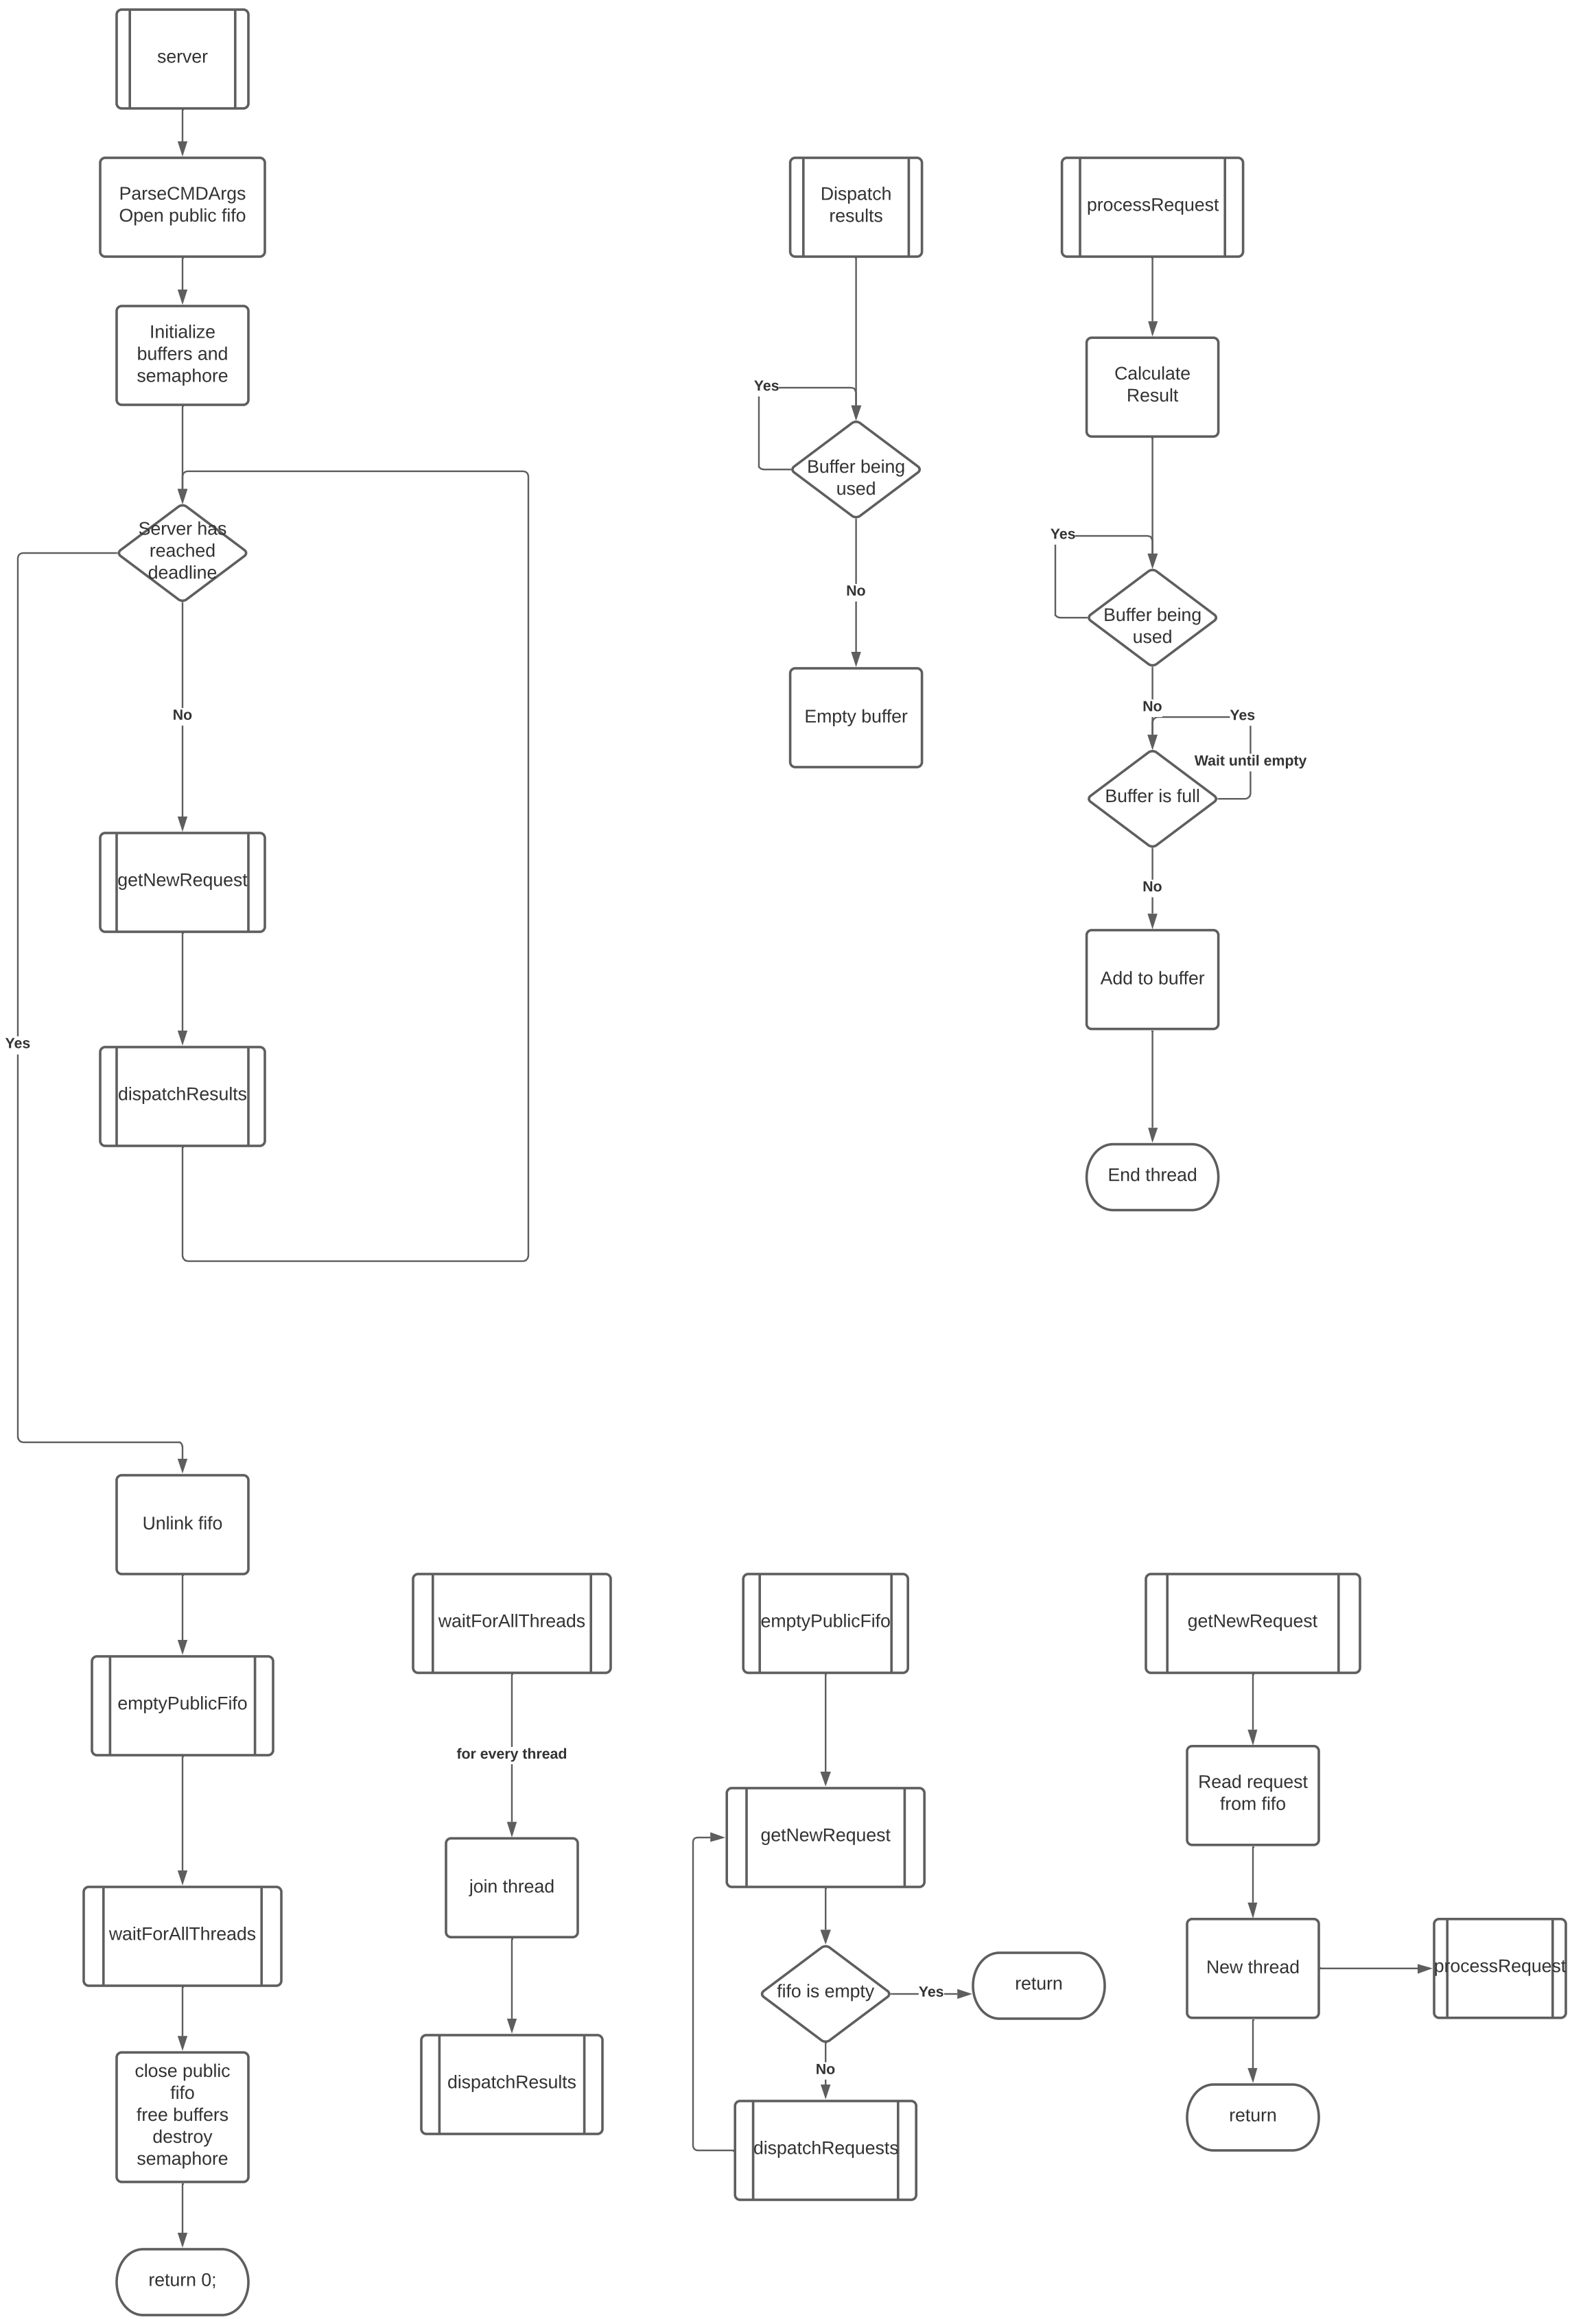 server
ParseCMDArgs
Open public fifo
Initialize
buffers and
semaphore
Server has
reached
deadline
No
getNewRequest
dispatchResults
Yes
Unlink fifo
emptyPublicFifo
waitForAllThreads
close public
fifo
free buffers
destroy
semaphore
return 0;
Dispatch
results
Yes
Buffer being
used
No
Empty buffer
processRequest
Calculate
Result
Yes
Buffer being
used
No
Yes
Wait until empty
Buffer is full
No
Add to buffer
End thread
waitForAllThreads
for every thread
join thread
dispatchResults
emptyPublicFifo
getNewRequest
fifo is empty
Yes
return
No
dispatchRequests
getNewRequest
Read request
from fifo
New thread
processRequest
return